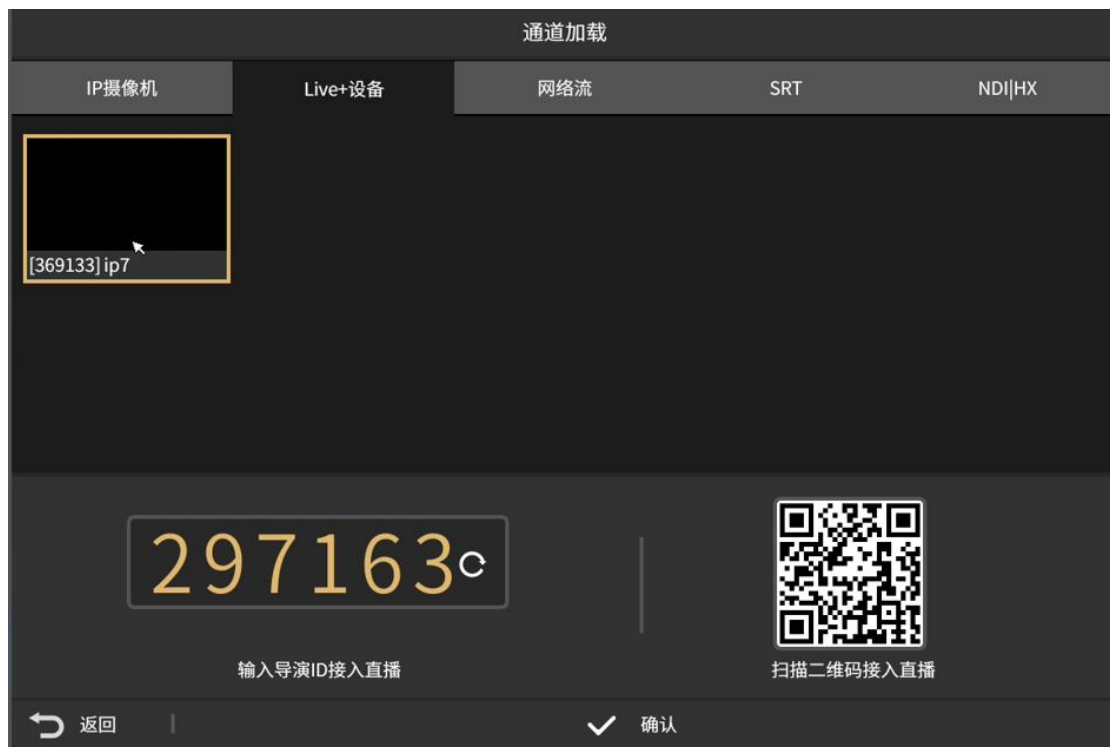 通道加载
IP摄像机
Live+设备
网络流
SRT
NDI|HX
[369133] ip7
297163
输入导演ID接入直播
扫描二维码接入直播
返回
确认